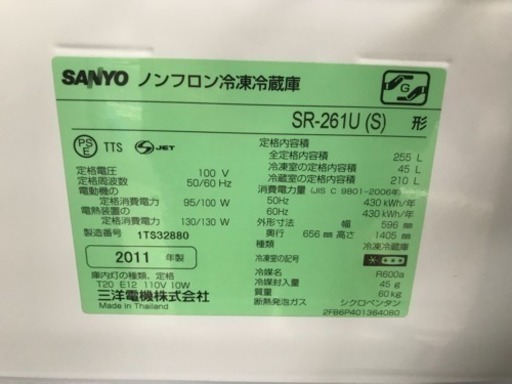 SANYO ノンフロン冷凍冷蔵庫
G
SR-261U (S) 形
PS E TTS S JET
定格電圧 100 V
定格周波数 50/60 Hz
電動機の
定格消費電力 95/100 W
電熱装置の
定格消費電力 130/130 W
製造番号 1TS32880
2011 年製
庫内灯の種類、定格
T20 E12 110V 10W
三洋電機株式会社
Made in Thailand
定格内容積
全定格内容積 255 L
冷凍室の定格内容積 45 L
冷蔵室の定格内容積 210 L
消費電力量 (JIS C 9801-2006年)
50Hz 430 kWh/年
60Hz 430 kWh/年
外形寸法 幅 596 mm
奥行 656 mm 高さ 1405 mm
種類 冷凍冷蔵庫
冷凍室の記号
冷媒名 R600a
冷媒封入量 45 g
質量 60 kg
断熱発泡ガス シクロペンタン
2FB6P401364080